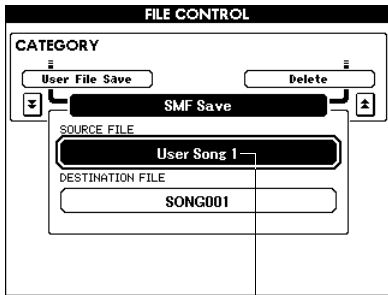 FILE CONTROL
CATEGORY
User File Save
Delete
SMF Save
SOURCE FILE
User Song 1
DESTINATION FILE
SONG001